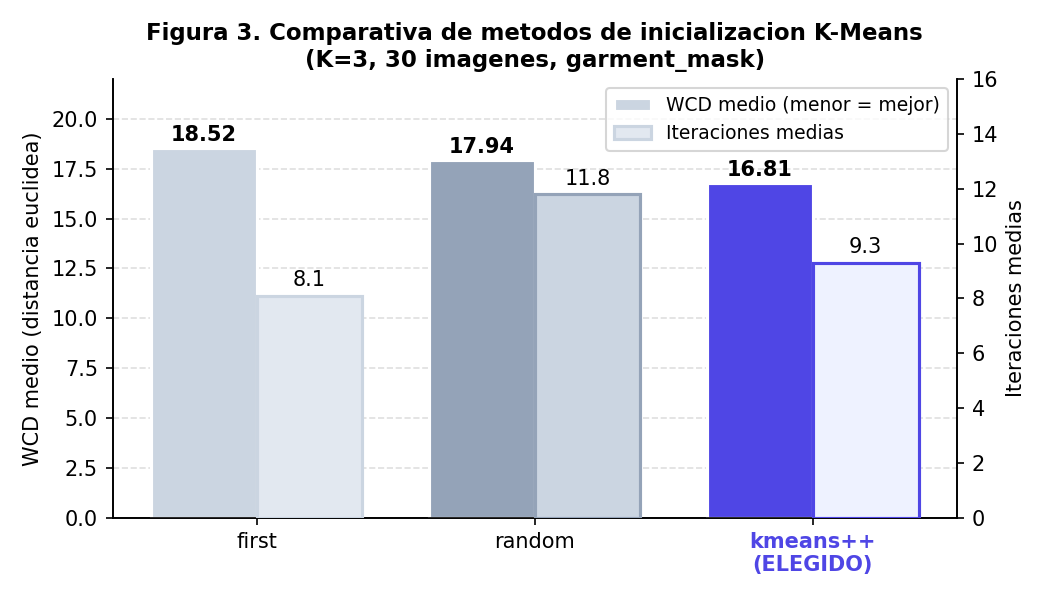 Figura 3. Comparativa de metodos de inicializacion K-Means
(K=3, 30 imagenes, garment_mask)
WCD medio (menor = mejor)
Iteraciones medias
WCD medio (distancia euclidea)
20.0
17.5
15.0
12.5
10.0
7.5
5.0
2.5
0.0
18.52
8.1
17.94
11.8
16.81
9.3
16
14
12
10
8
6
4
2
0
Iteraciones medias
first
random
kmeans++
(ELEGIDO)